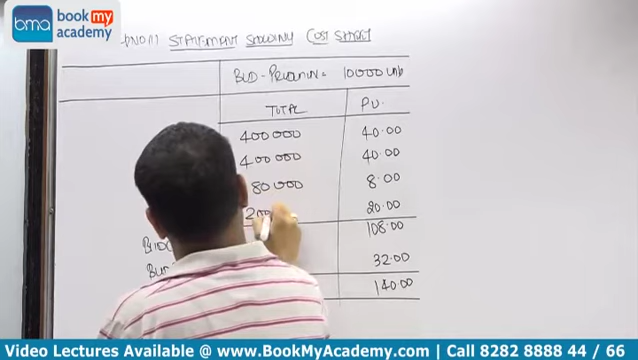 bma
book my
academy
STATEMENT SHOWING COST SHEET
BUD - PRODUCTION = 10000 units
TOTAL P.U.
400000 40.00
400000 40.00
80000 8.00
200 20.00
108.00
32.00
140.00
Video Lectures Available @ www.BookMyAcademy.com | Call 8282 8888 44 / 66